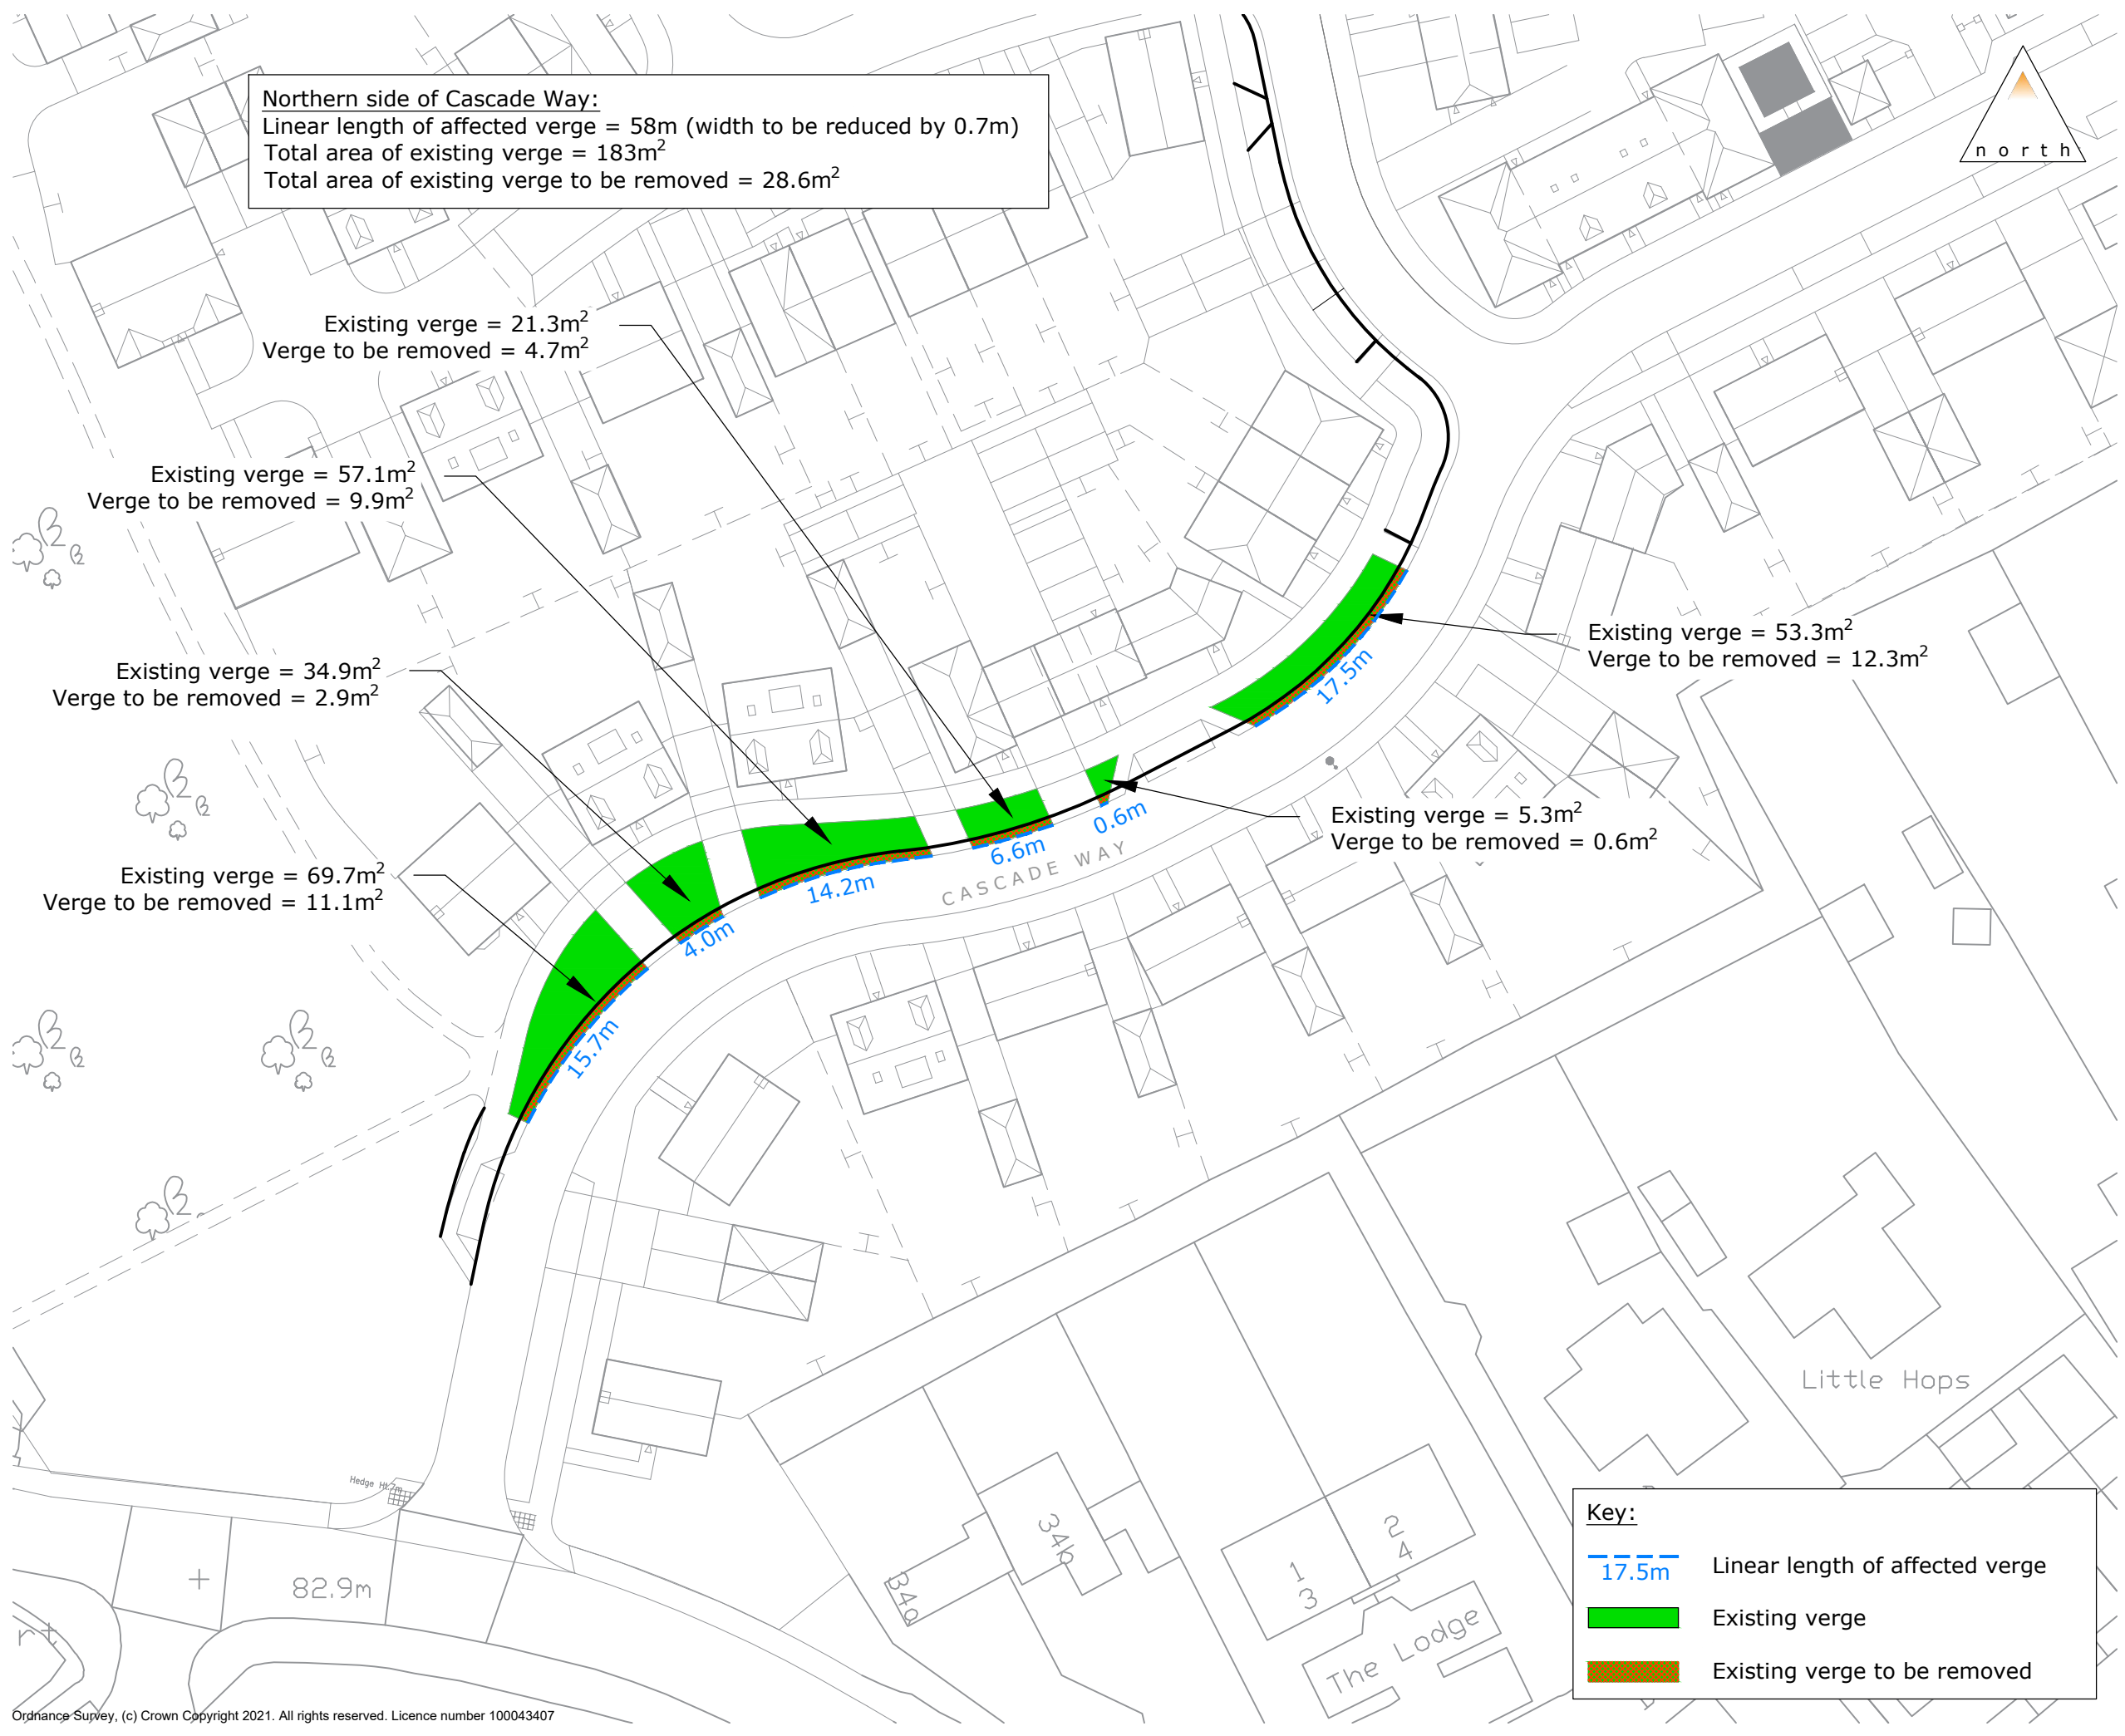 Northern side of Cascade Way:
Linear length of affected verge = 58m (width to be reduced by 0.7m)
Total area of existing verge = 183m²
Total area of existing verge to be removed = 28.6m²
north
Existing verge = 21.3m²
Verge to be removed = 4.7m²
Existing verge = 57.1m²
Verge to be removed = 9.9m²
Existing verge = 53.3m²
Verge to be removed = 12.3m²
17.5m
Existing verge = 34.9m²
Verge to be removed = 2.9m²
Existing verge = 5.3m²
Verge to be removed = 0.6m²
0.6m
6.6m
CASCADE WAY
14.2m
Existing verge = 69.7m²
Verge to be removed = 11.1m²
4.0m
15.7m
Little Hops
Hedge Ht.7m
82.9m
34a
34b
1
2
3
4
The Lodge
rt
Key:
17.5m
Linear length of affected verge
Existing verge
Existing verge to be removed
Ordnance Survey, (c) Crown Copyright 2021. All rights reserved. Licence number 100043407